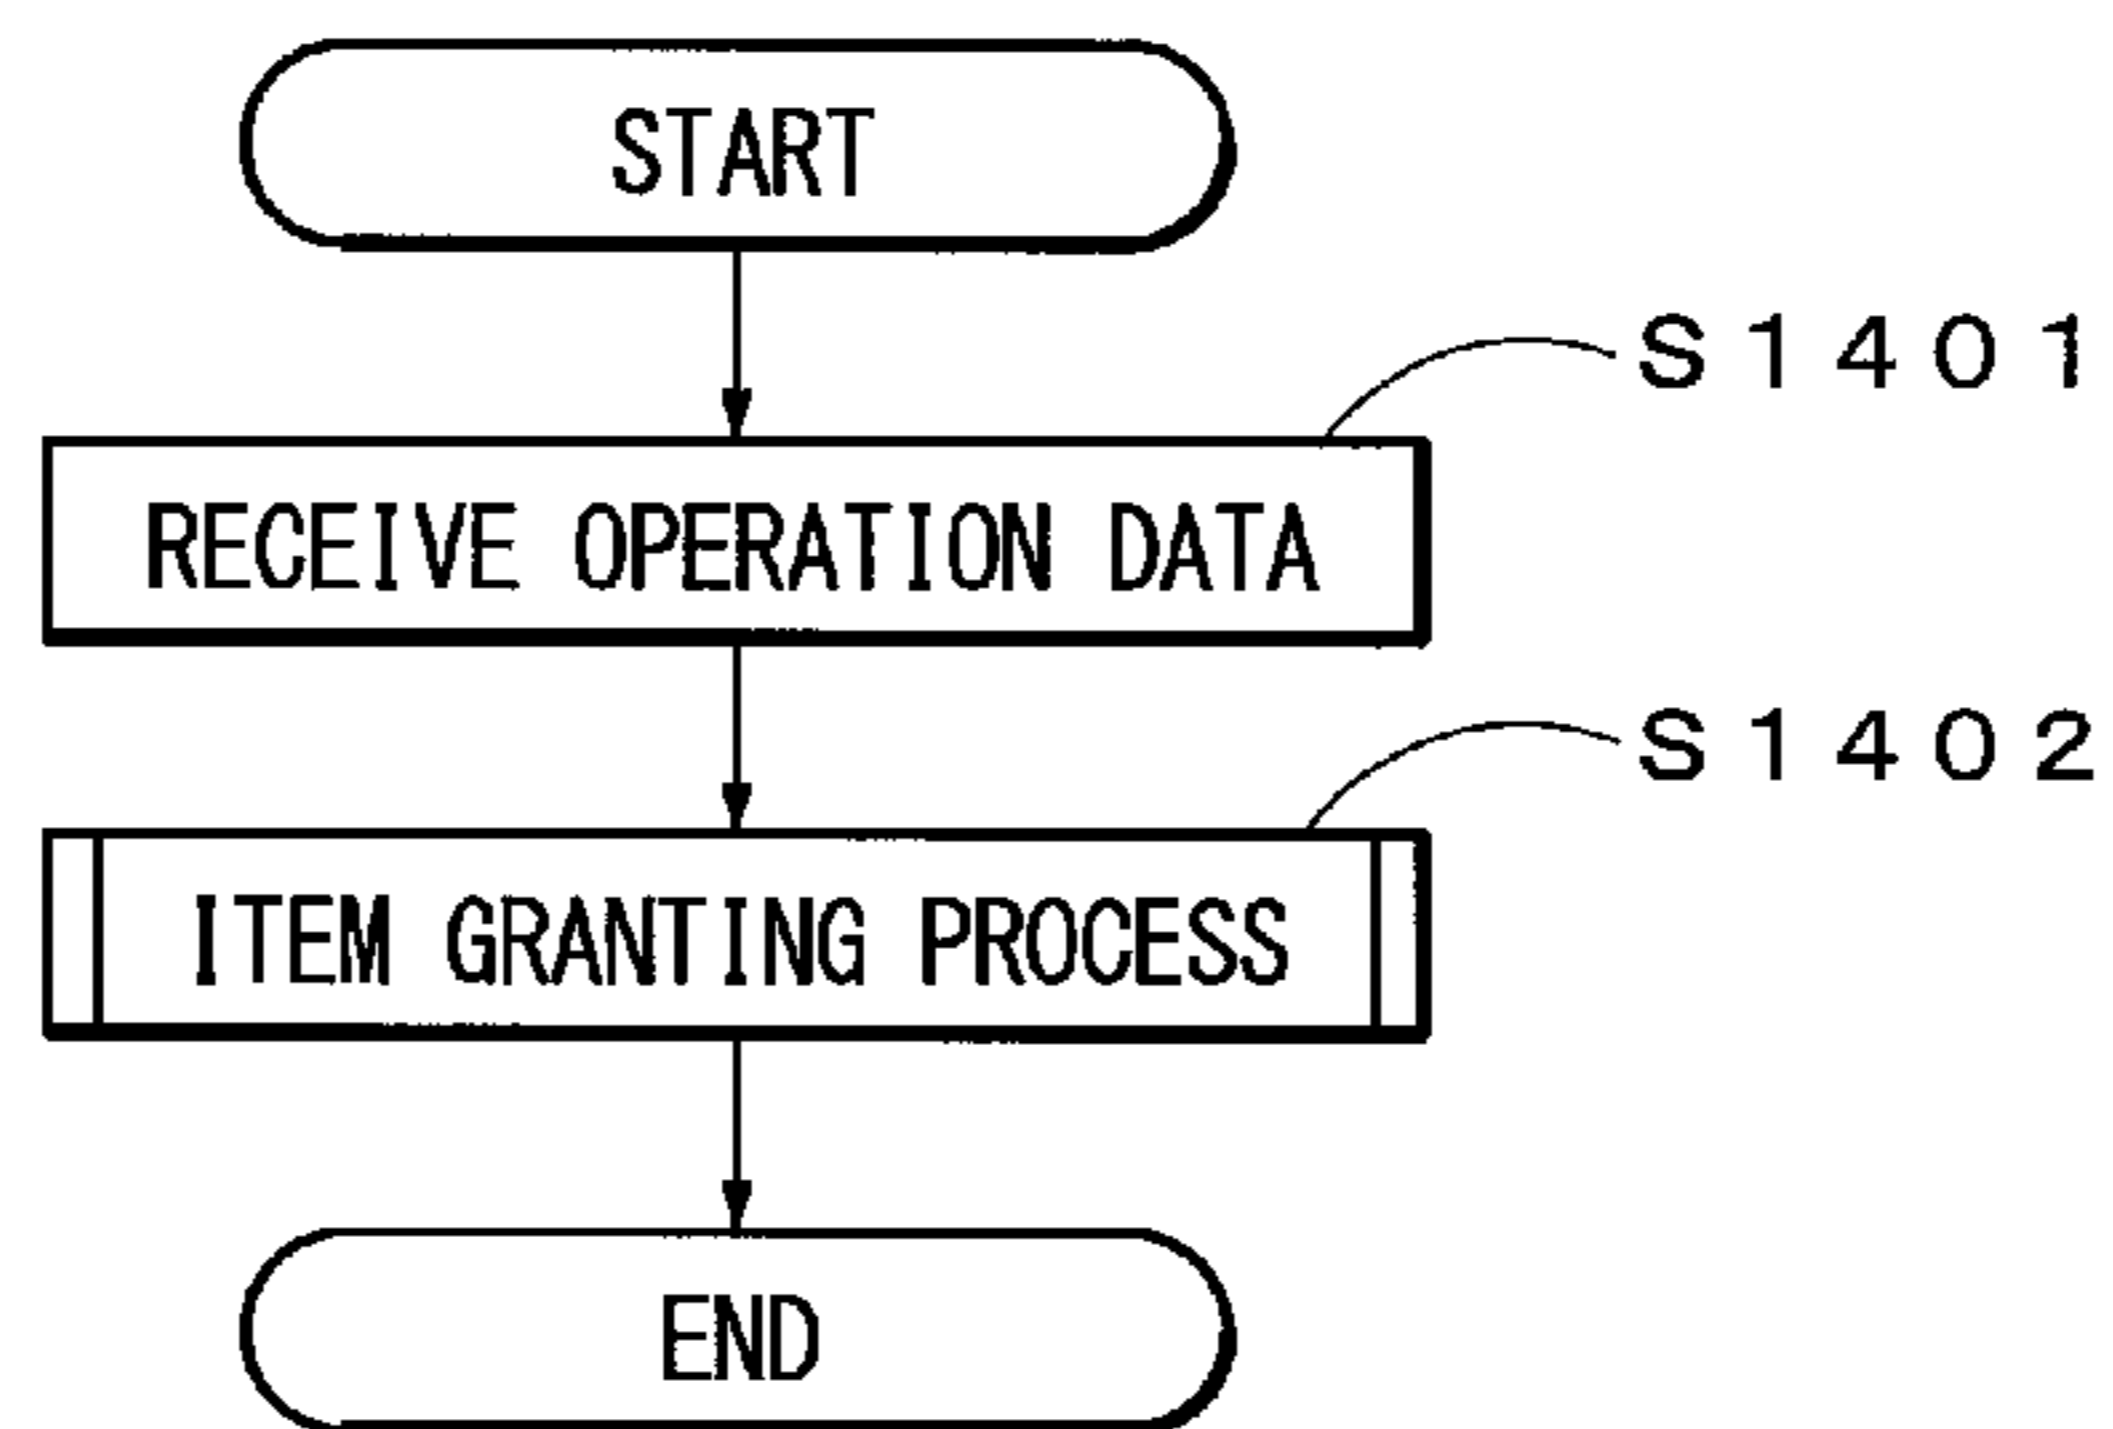 START
S1401
RECEIVE OPERATION DATA
S1402
ITEM GRANTING PROCESS
END